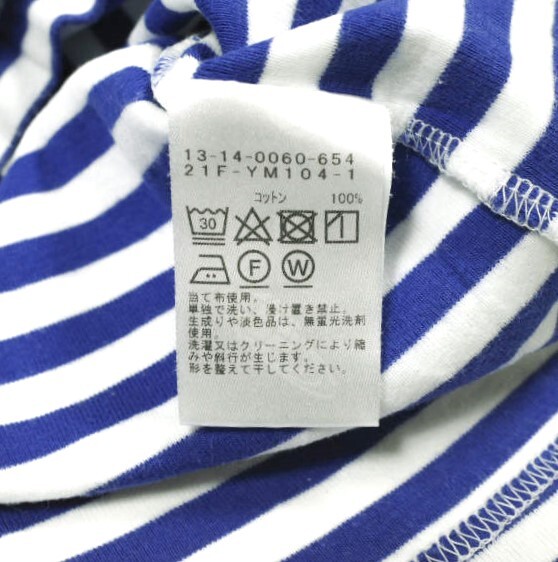 13-14-0060-654
21F-YM104-1
コットン 100%
30
F W
当て布使用。
単独で洗い、漬け置き禁止。
生成りや淡色品は、無蛍光洗剤
使用。
洗濯又はクリーニングにより縮
みや斜行が生じます。
形を整えて干してください。